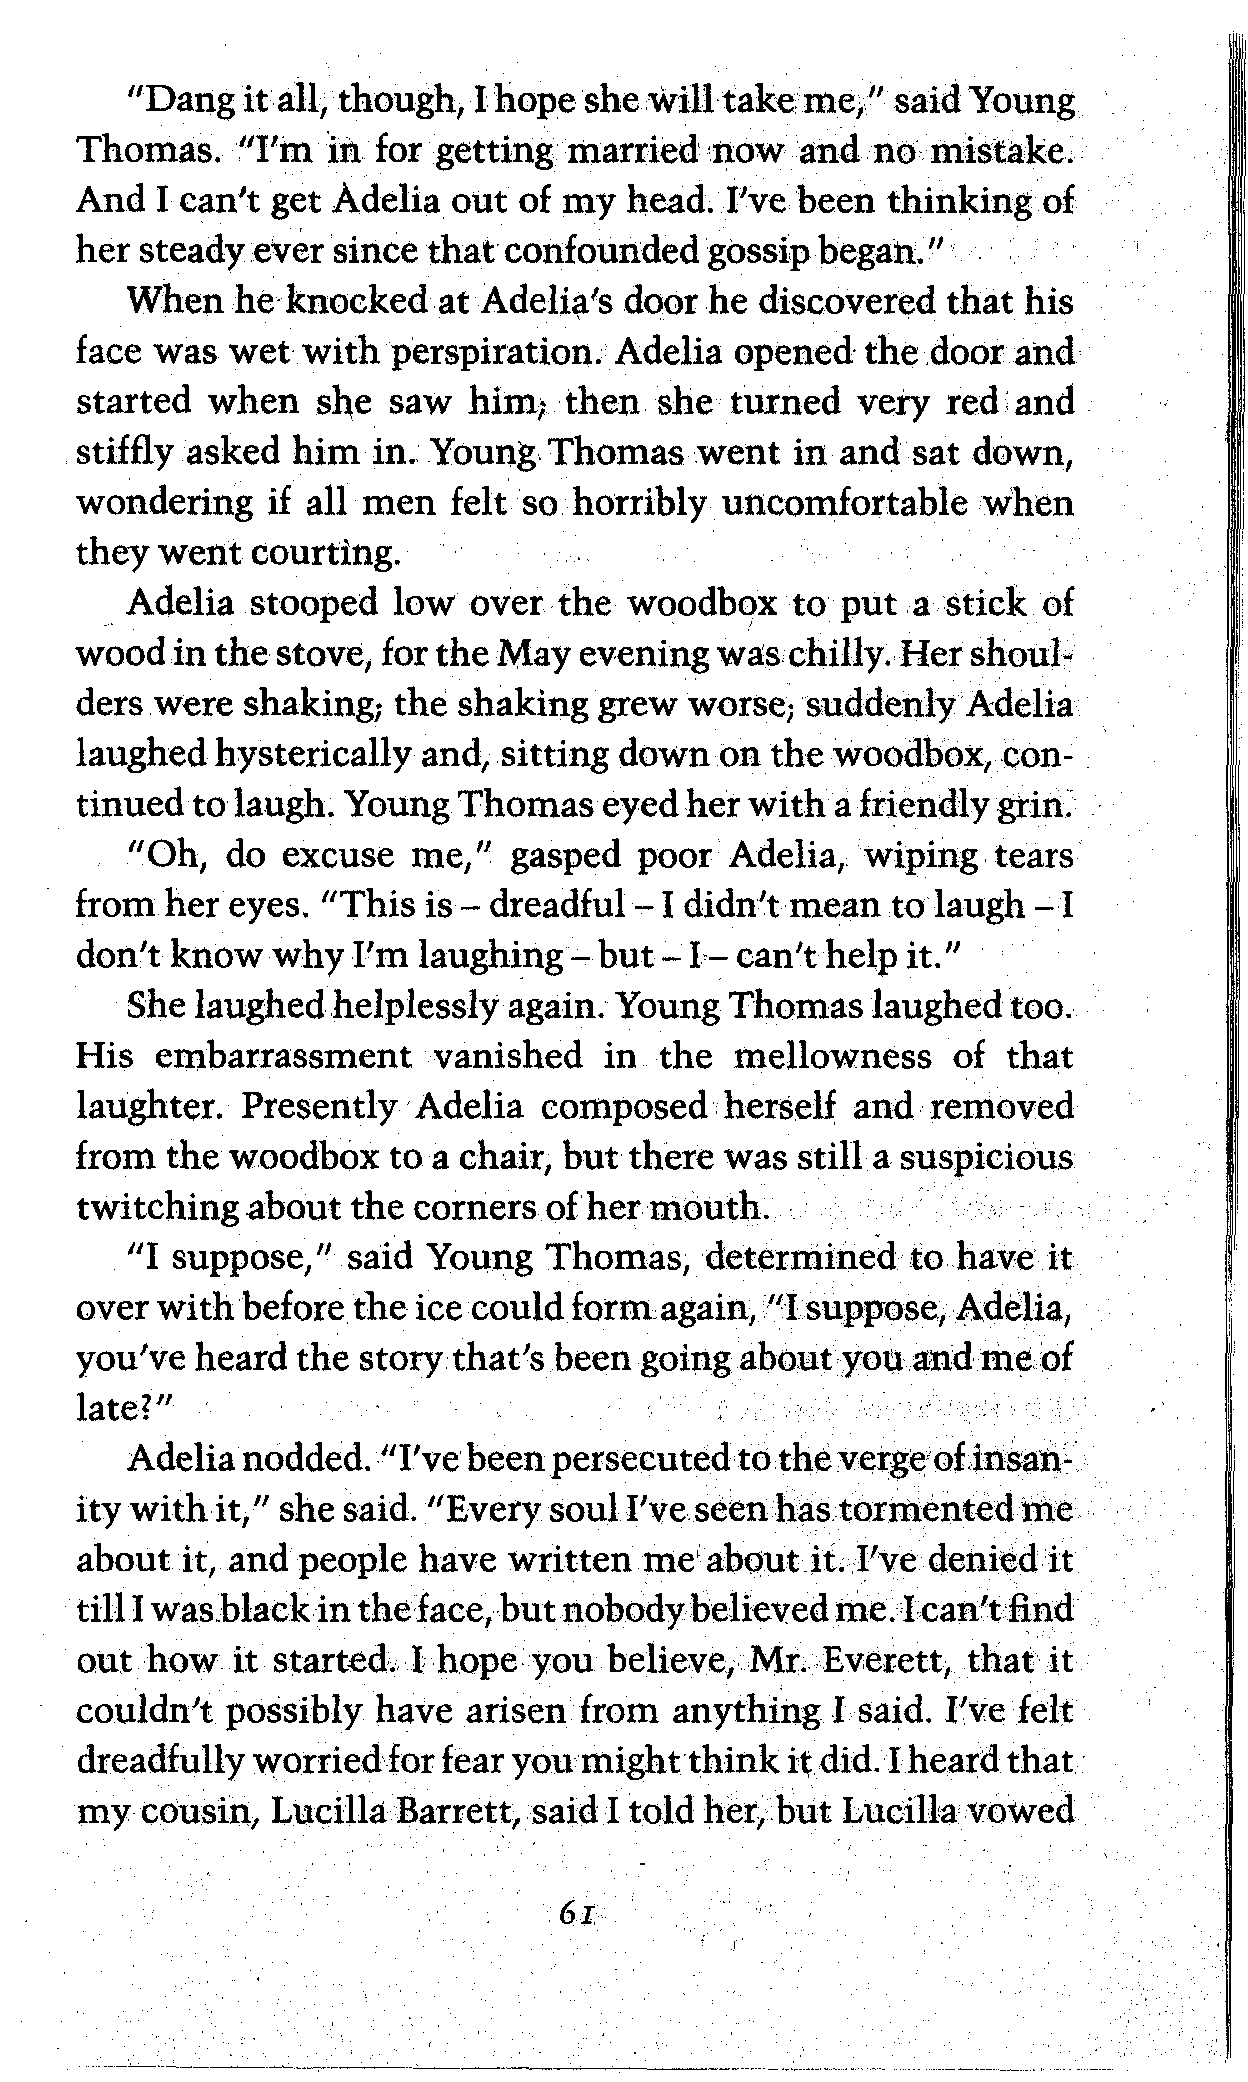 "Dang it all, though, I hope she will take me," said Young
Thomas. "I'm in for getting married now and no mistake.
And I can't get Adelia out of my head. I've been thinking of
her steady ever since that confounded gossip began."
When he knocked at Adelia's door he discovered that his
face was wet with perspiration. Adelia opened the door and
started when she saw him; then she turned very red and
stiffly asked him in. Young Thomas went in and sat down,
wondering if all men felt so horribly uncomfortable when
they went courting.
Adelia stooped low over the woodbox to put a stick of
wood in the stove, for the May evening was chilly. Her shoul-
ders were shaking; the shaking grew worse; suddenly Adelia
laughed hysterically and, sitting down on the woodbox, con-
tinued to laugh. Young Thomas eyed her with a friendly grin.
"Oh, do excuse me," gasped poor Adelia, wiping tears
from her eyes. "This is – dreadful – I didn't mean to laugh – I
don't know why I'm laughing – but – I – can't help it."
She laughed helplessly again. Young Thomas laughed too.
His embarrassment vanished in the mellowness of that
laughter. Presently Adelia composed herself and removed
from the woodbox to a chair, but there was still a suspicious
twitching about the corners of her mouth.
"I suppose," said Young Thomas, determined to have it
over with before the ice could form again, "I suppose, Adelia,
you've heard the story that's been going about you and me of
late?"
Adelia nodded. "I've been persecuted to the verge of insan-
ity with it," she said. "Every soul I've seen has tormented me
about it, and people have written me about it. I've denied it
till I was black in the face, but nobody believed me. I can't find
out how it started. I hope you believe, Mr. Everett, that it
couldn't possibly have arisen from anything I said. I've felt
dreadfully worried for fear you might think it did. I heard that
my cousin, Lucilla Barrett, said I told her, but Lucilla vowed
61